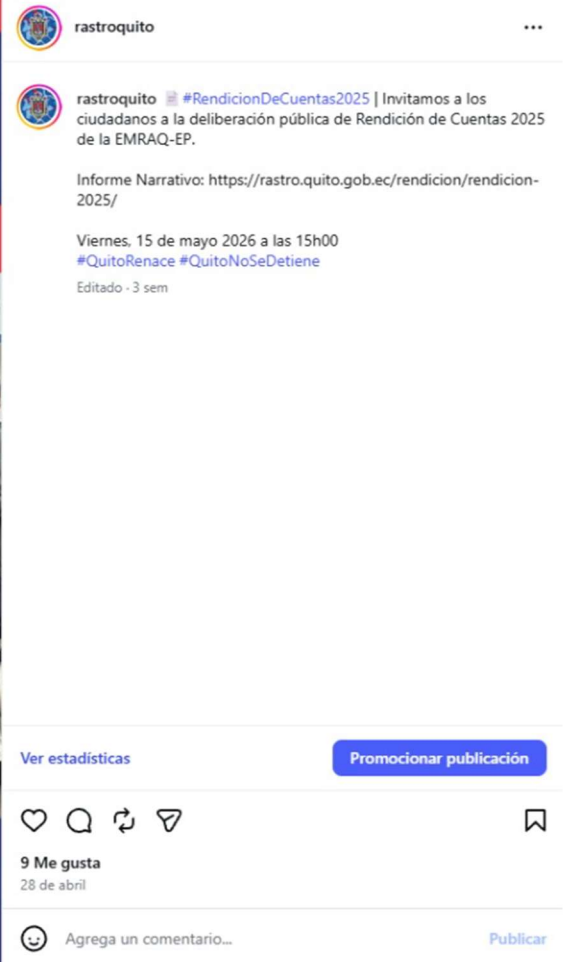 rastroquito
rastroquito #RendicionDeCuentas2025 | Invitamos a los
ciudadanos a la deliberación pública de Rendición de Cuentas 2025
de la EMRAQ-EP.
Informe Narrativo: https://rastro.quito.gob.ec/rendicion/rendicion-
2025/
Viernes, 15 de mayo 2026 a las 15h00
#QuitoRenace #QuitoNoSeDetiene
Editado · 3 sem
Ver estadísticas
Promocionar publicación
9 Me gusta
28 de abril
Agrega un comentario...
Publicar